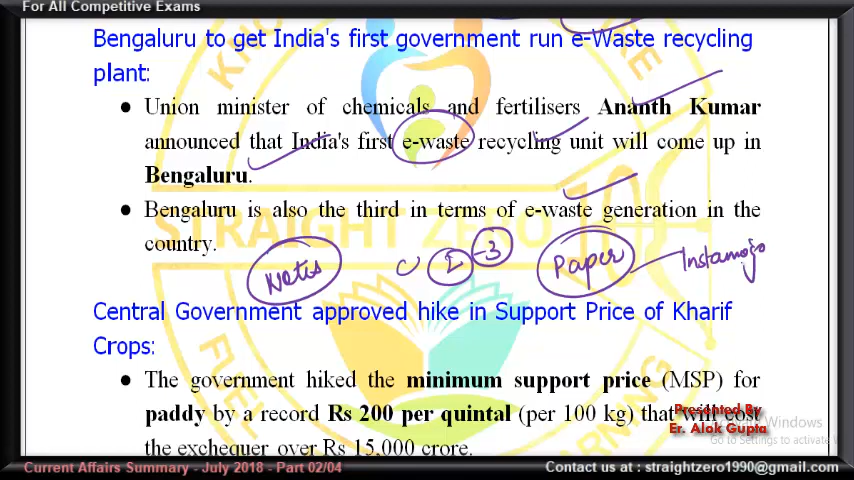 For All Competitive Exams
Bengaluru to get India's first government run e-Waste recycling
plant:
● Union minister of chemicals and fertilisers Ananth Kumar
announced that India's first e-waste recycling unit will come up in
Bengaluru.
● Bengaluru is also the third in terms of e-waste generation in the
country.
Notes 2 -3 Paper Instamojo
Central Government approved hike in Support Price of Kharif
Crops:
● The government hiked the minimum support price (MSP) for
paddy by a record Rs 200 per quintal (per 100 kg) that will cost
the exchequer over Rs 15,000 crore.
STRAIGHT ZERO
Presented By
Er. Alok Gupta
Windows
Go to Settings to activate
Current Affairs Summary - July 2018 - Part 02/04
Contact us at : straightzero1990@gmail.com